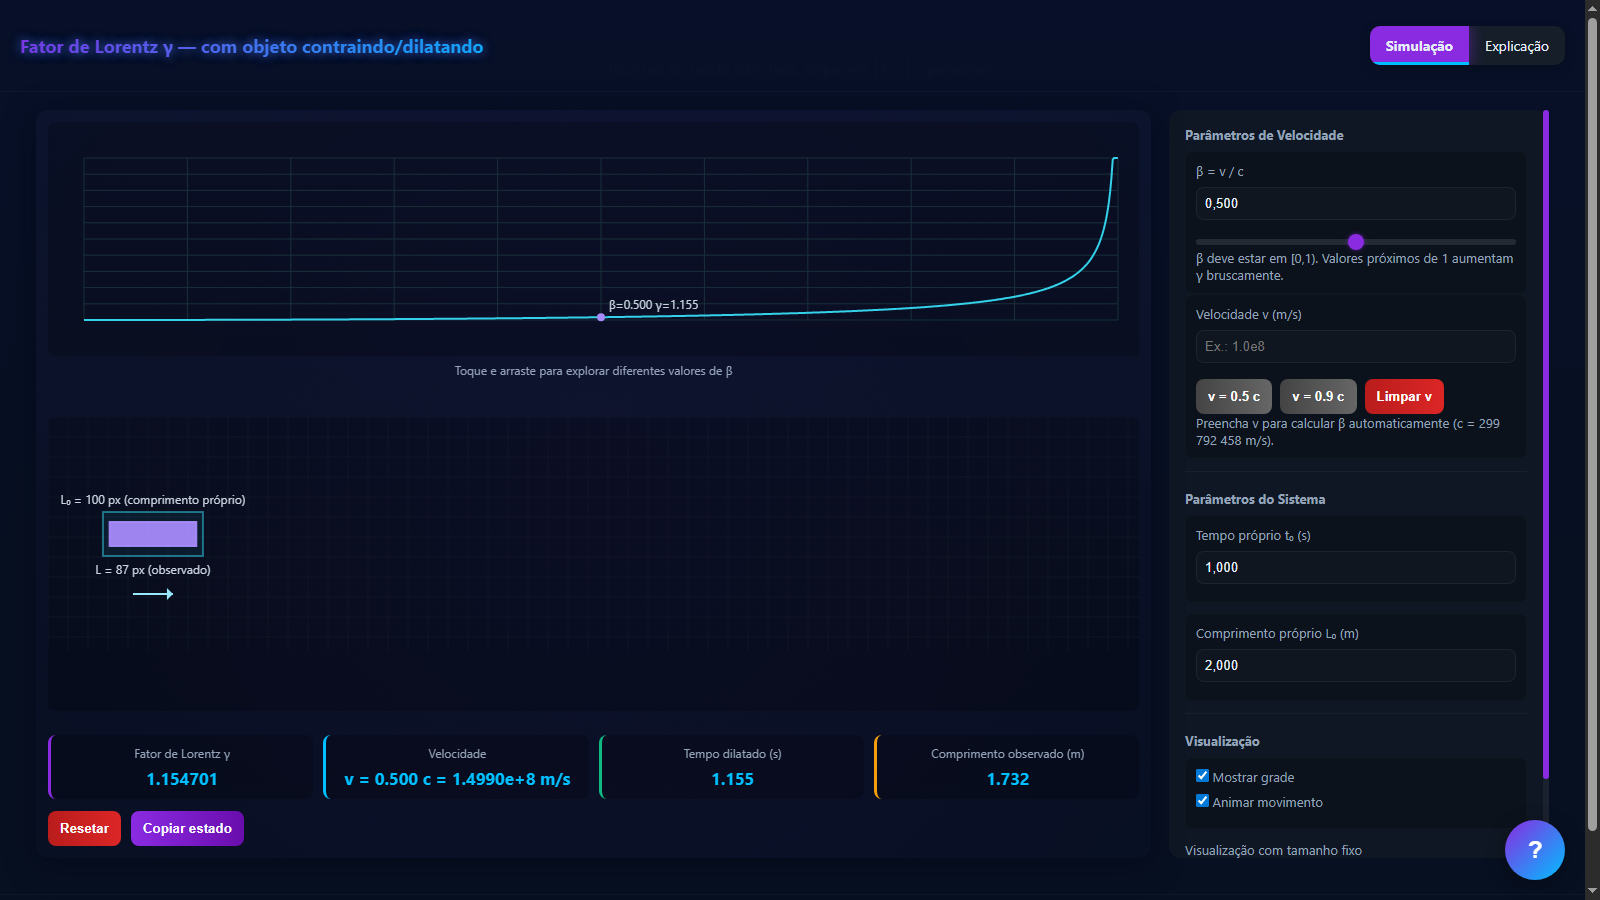 Fator de Lorentz γ — com objeto contraindo/dilatando
Simulação
Explicação
β=0.500 γ=1.155
Toque e arraste para explorar diferentes valores de β
L₀ = 100 px (comprimento próprio)
L = 87 px (observado)
Fator de Lorentz γ
1.154701
Velocidade
v = 0.500 c = 1.4990e+8 m/s
Tempo dilatado (s)
1.155
Comprimento observado (m)
1.732
Resetar
Copiar estado
Parâmetros de Velocidade
β = v / c
0,500
β deve estar em [0,1). Valores próximos de 1 aumentam
γ bruscamente.
Velocidade v (m/s)
Ex.: 1.0e8
v = 0.5 c
v = 0.9 c
Limpar v
Preencha v para calcular β automaticamente (c = 299
792 458 m/s).
Parâmetros do Sistema
Tempo próprio t₀ (s)
1,000
Comprimento próprio L₀ (m)
2,000
Visualização
Mostrar grade
Animar movimento
Visualização com tamanho fixo
?